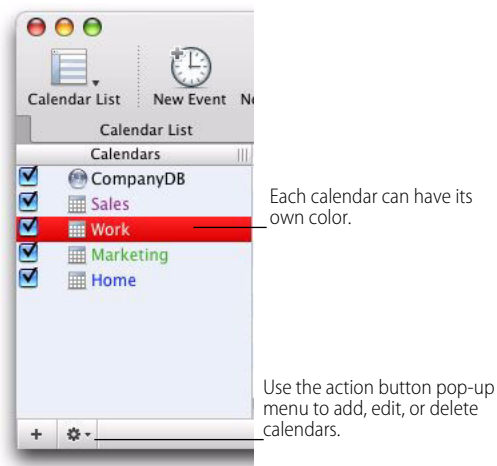 Calendar List New Event N
Calendar List
Calendars
CompanyDB
Sales
Work
Marketing
Home
Each calendar can have its
own color.
Use the action button pop-up
menu to add, edit, or delete
calendars.